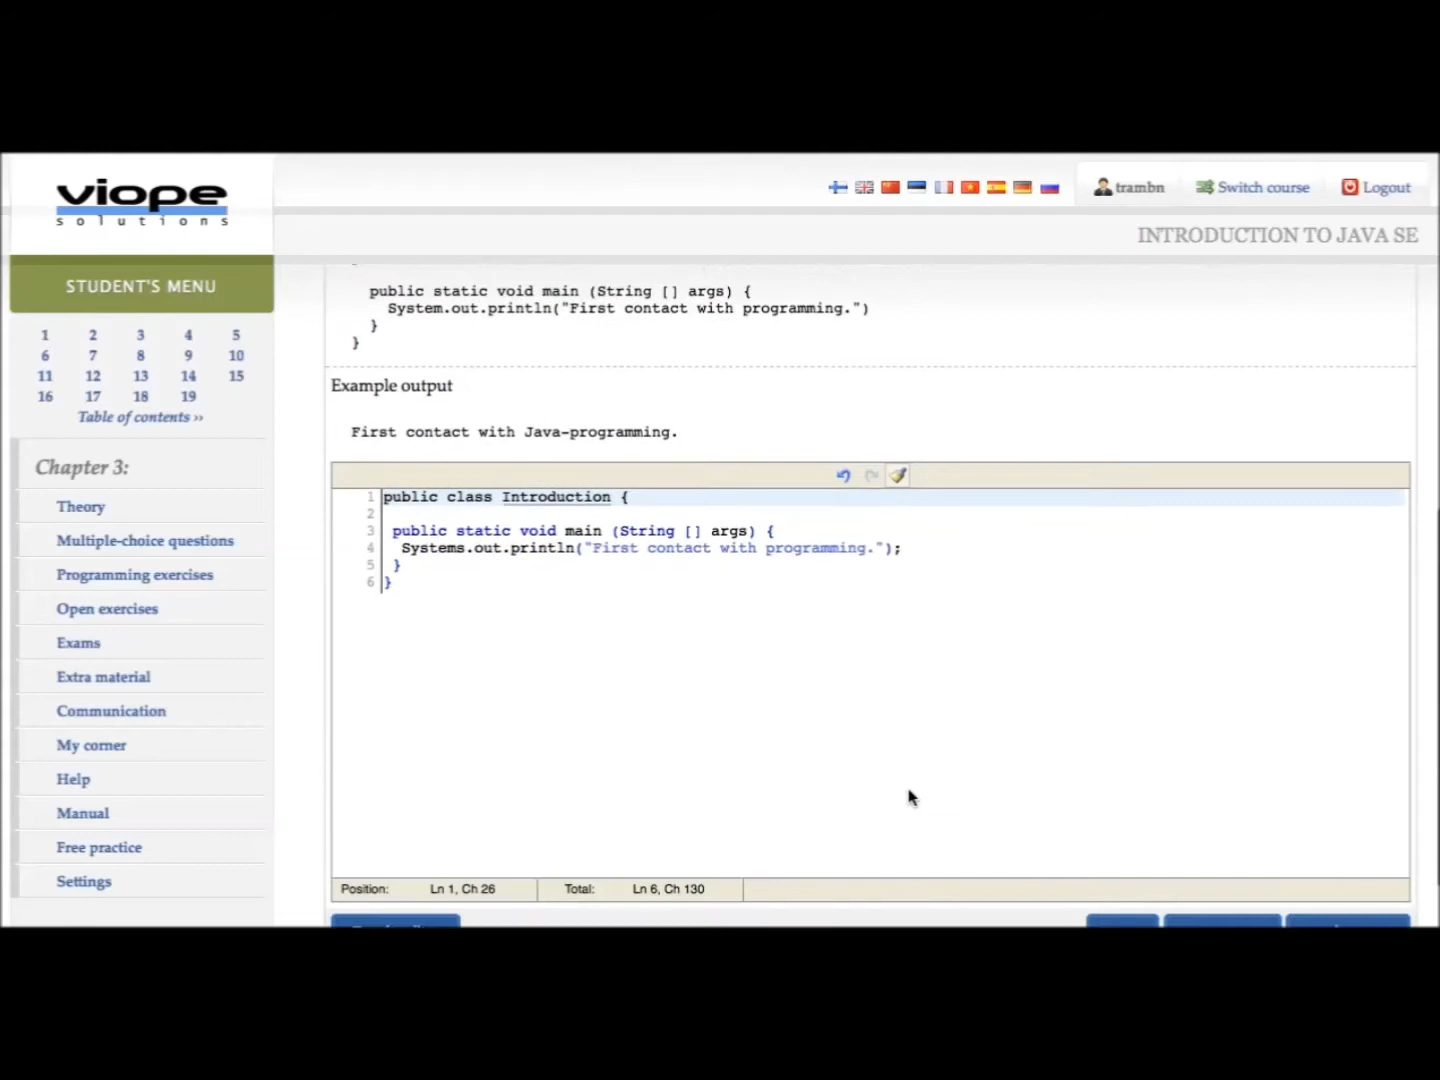 viope
solutions
trambn
Switch course
Logout
INTRODUCTION TO JAVA SE
STUDENT'S MENU
1 2 3 4 5
6 7 8 9 10
11 12 13 14 15
16 17 18 19
Table of contents ››
Chapter 3:
Theory
Multiple-choice questions
Programming exercises
Open exercises
Exams
Extra material
Communication
My corner
Help
Manual
Free practice
Settings
public static void main (String [] args) {
System.out.println("First contact with programming.")
}
}
Example output
First contact with Java-programming.
1 public class Introduction {
2
3 public static void main (String [] args) {
4 Systems.out.println("First contact with programming.");
5 }
6 }
Position: Ln 1, Ch 26 Total: Ln 6, Ch 130